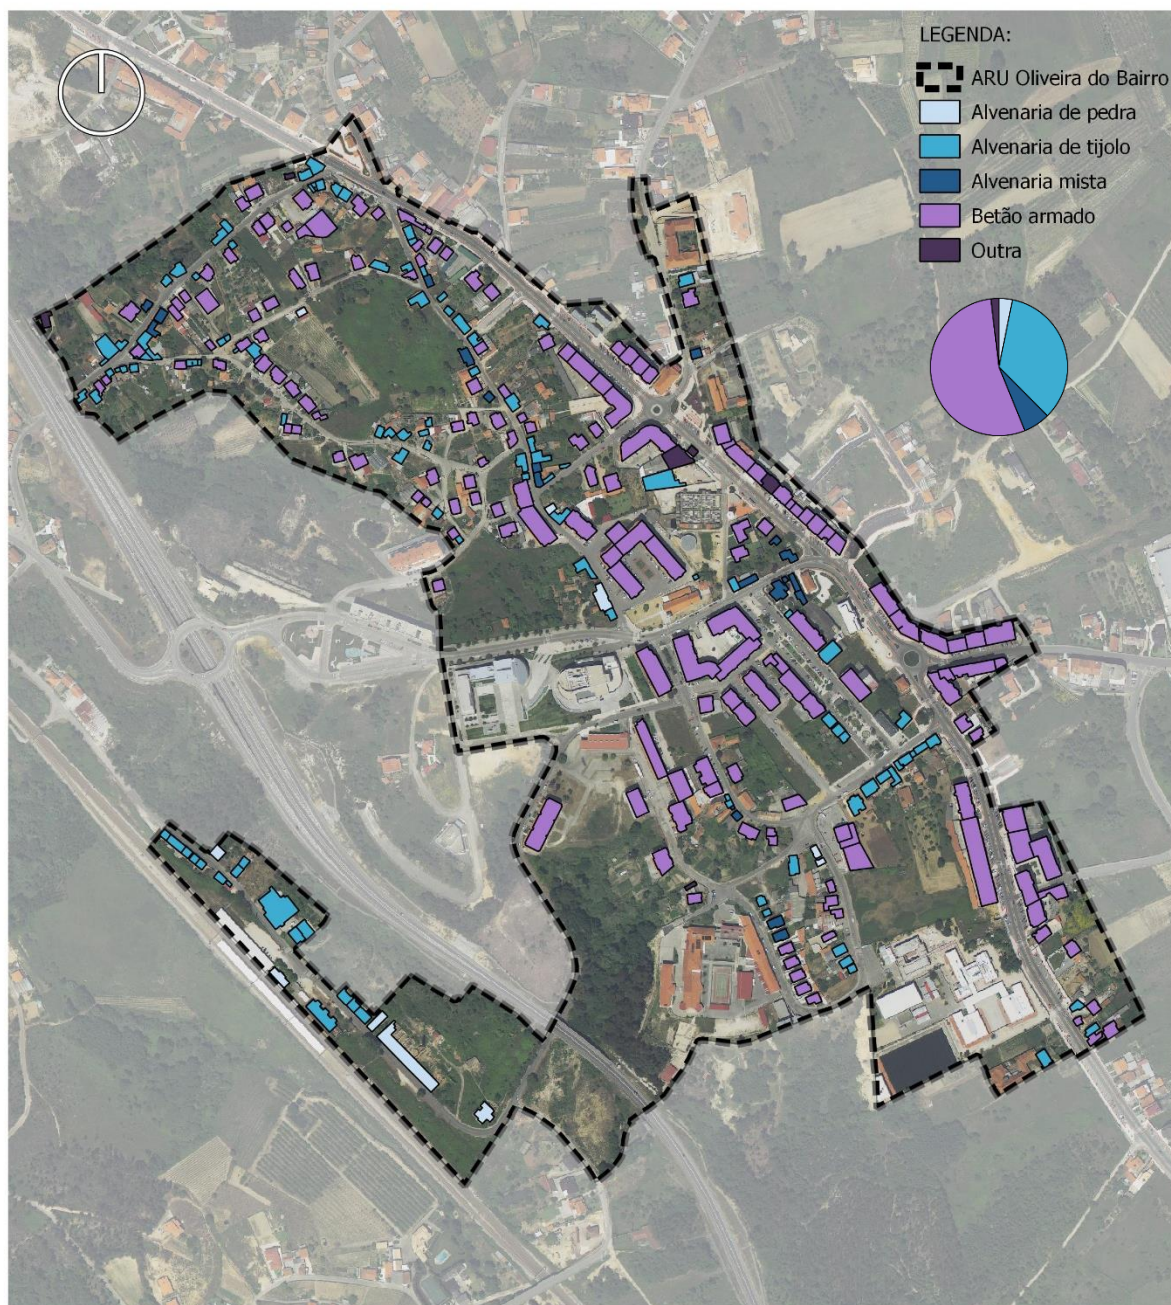 LEGENDA:
ARU Oliveira do Bairro
Alvenaria de pedra
Alvenaria de tijolo
Alvenaria mista
Betão armado
Outra